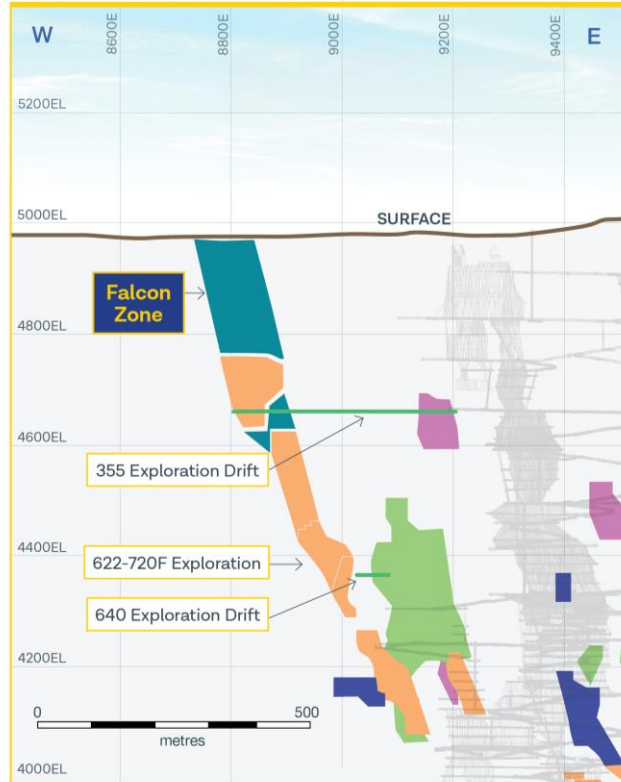 W
8600E
8800E
9000E
9200E
9400E
E
5200EL
5000EL
SURFACE
Falcon
Zone
4800EL
4600EL
355 Exploration Drift
4400EL
622-720F Exploration
640 Exploration Drift
4200EL
0
500
metres
4000EL